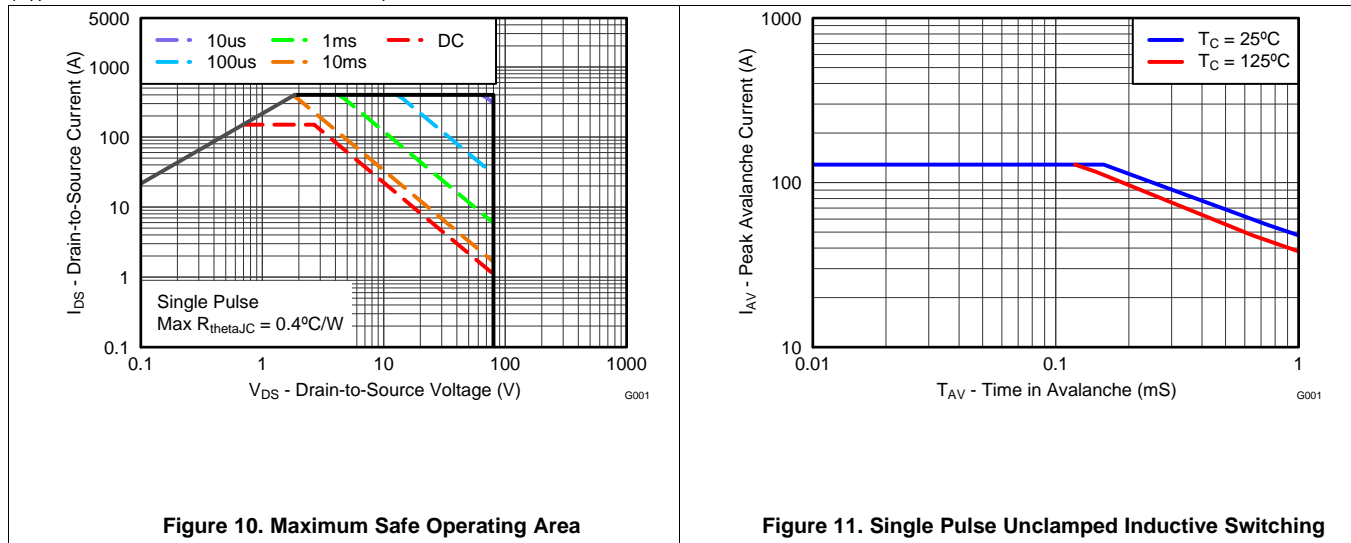 5000
1000
100
10
1
0.1
I_DS - Drain-to-Source Current (A)
10us 1ms DC
100us 10ms
Single Pulse
Max R_thetaJC = 0.4ºC/W
0.1 1 10 100 1000
V_DS - Drain-to-Source Voltage (V)
G001
Figure 10. Maximum Safe Operating Area
1000
100
10
I_AV - Peak Avalanche Current (A)
T_C = 25ºC
T_C = 125ºC
0.01 0.1 1
T_AV - Time in Avalanche (mS)
G001
Figure 11. Single Pulse Unclamped Inductive Switching